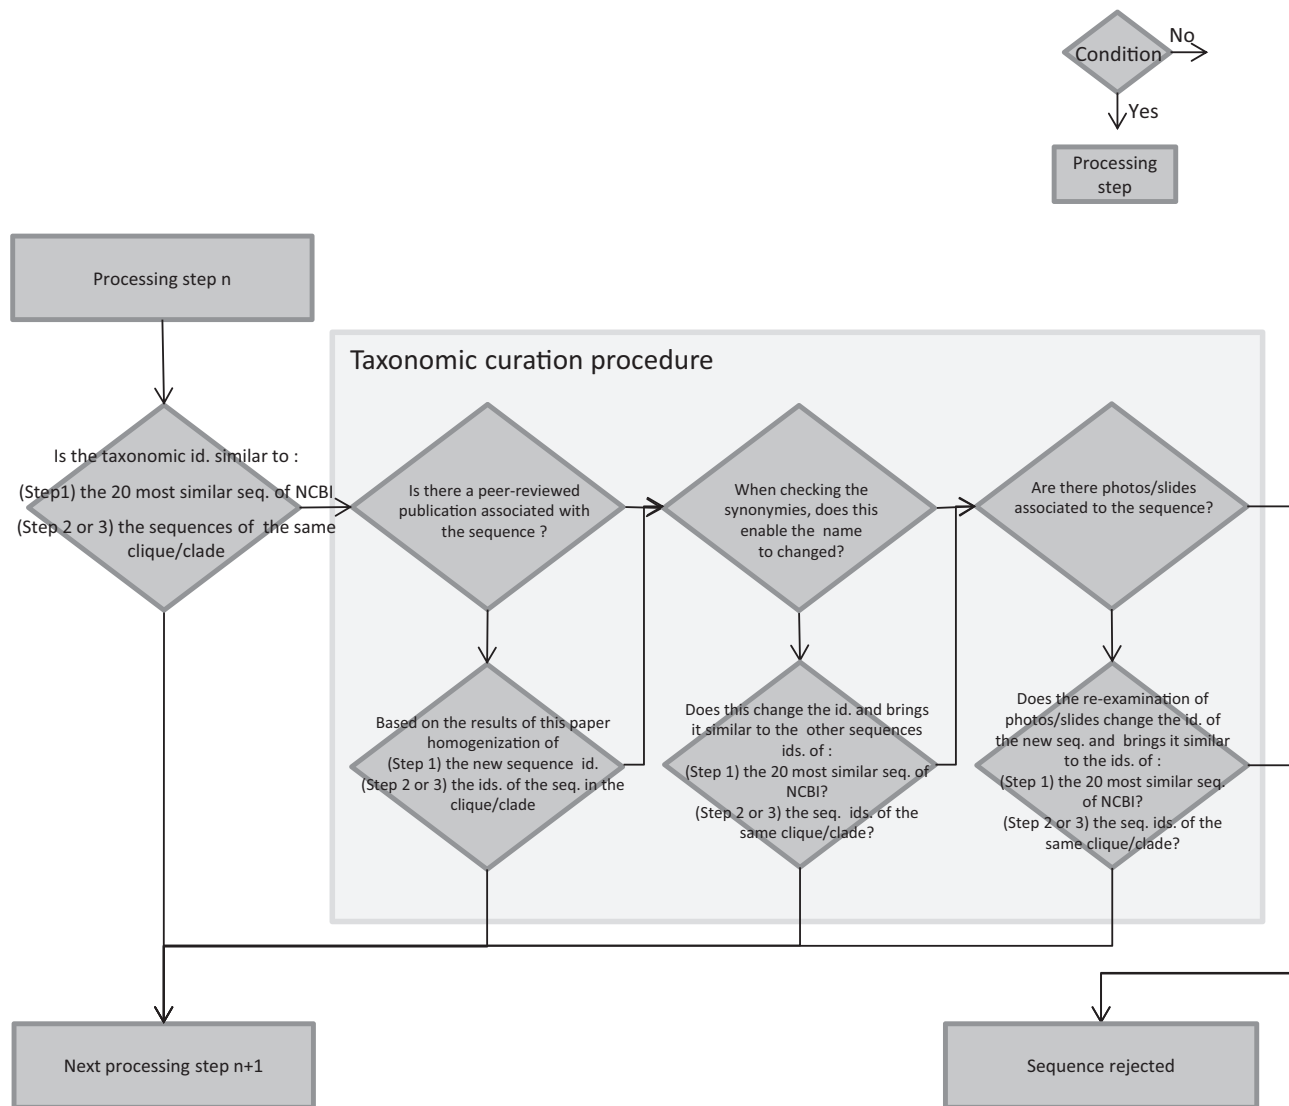 No
Condition
Yes
Processing
step
Processing step n
Taxonomic curation procedure
Is the taxonomic id. similar to :
(Step1) the 20 most similar seq. of NCBI
(Step 2 or 3) the sequences of the same
clique/clade
Is there a peer-reviewed
publication associated with
the sequence ?
When checking the
synonymies, does this
enable the name
to changed?
Are there photos/slides
associated to the sequence?
Based on the results of this paper
homogenization of
(Step 1) the new sequence id.
(Step 2 or 3) the ids. of the seq. in the
clique/clade
Does this change the id. and brings
it similar to the other sequences
ids. of :
(Step 1) the 20 most similar seq. of
NCBI?
(Step 2 or 3) the seq. ids. of the
same clique/clade?
Does the re-examination of
photos/slides change the id. of
the new seq. and brings it similar
to the ids. of :
(Step 1) the 20 most similar seq.
of NCBI?
(Step 2 or 3) the seq. ids. of the
same clique/clade?
Next processing step n+1
Sequence rejected